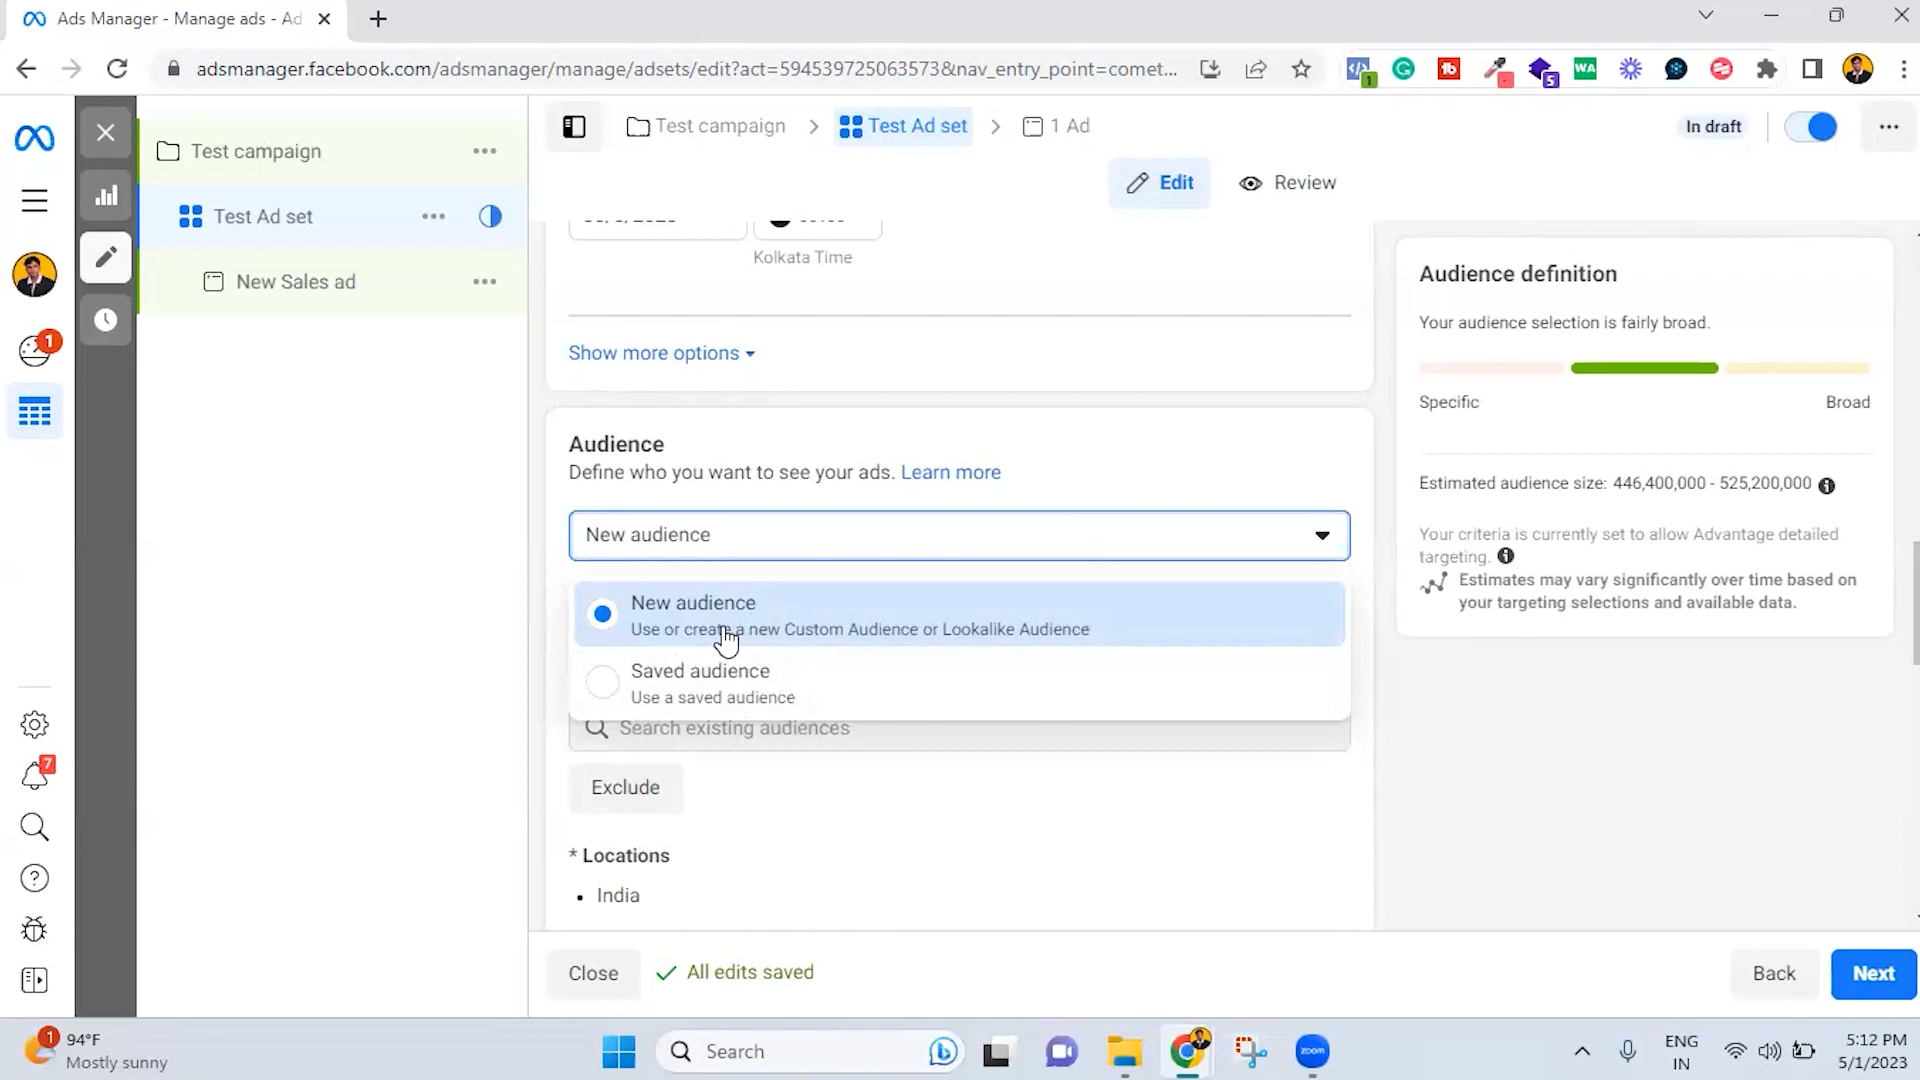 Ads Manager - Manage ads - Ad
adsmanager.facebook.com/adsmanager/manage/adsets/edit?act=594539725063573&nav_entry_point=comet...
1
5
WA
Test campaign
Test Ad set
1 Ad
In draft
Test campaign
Edit
Review
Test Ad set
New Sales ad
Kolkata Time
1
Show more options
Audience definition
Your audience selection is fairly broad.
Specific
Broad
Audience
Define who you want to see your ads. Learn more
Estimated audience size: 446,400,000 - 525,200,000
New audience
Your criteria is currently set to allow Advantage detailed
targeting.
Estimates may vary significantly over time based on
your targeting selections and available data.
New audience
Use or create a new Custom Audience or Lookalike Audience
Saved audience
Use a saved audience
Search existing audiences
7
Exclude
* Locations
• India
Close
All edits saved
Back
Next
1
94°F
Mostly sunny
Search
zoom
ENG
IN
5:12 PM
5/1/2023